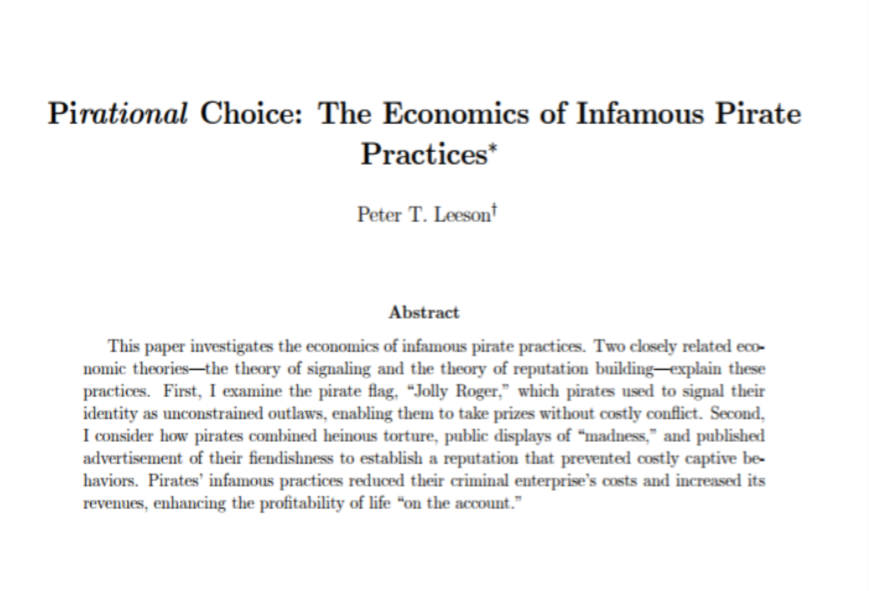 Pirational Choice: The Economics of Infamous Pirate
Practices*
Peter T. Leeson†
Abstract
This paper investigates the economics of infamous pirate practices. Two closely related eco-
nomic theories—the theory of signaling and the theory of reputation building—explain these
practices. First, I examine the pirate flag, “Jolly Roger,” which pirates used to signal their
identity as unconstrained outlaws, enabling them to take prizes without costly conflict. Second,
I consider how pirates combined heinous torture, public displays of “madness,” and published
advertisement of their fiendishness to establish a reputation that prevented costly captive be-
haviors. Pirates’ infamous practices reduced their criminal enterprise’s costs and increased its
revenues, enhancing the profitability of life “on the account.”